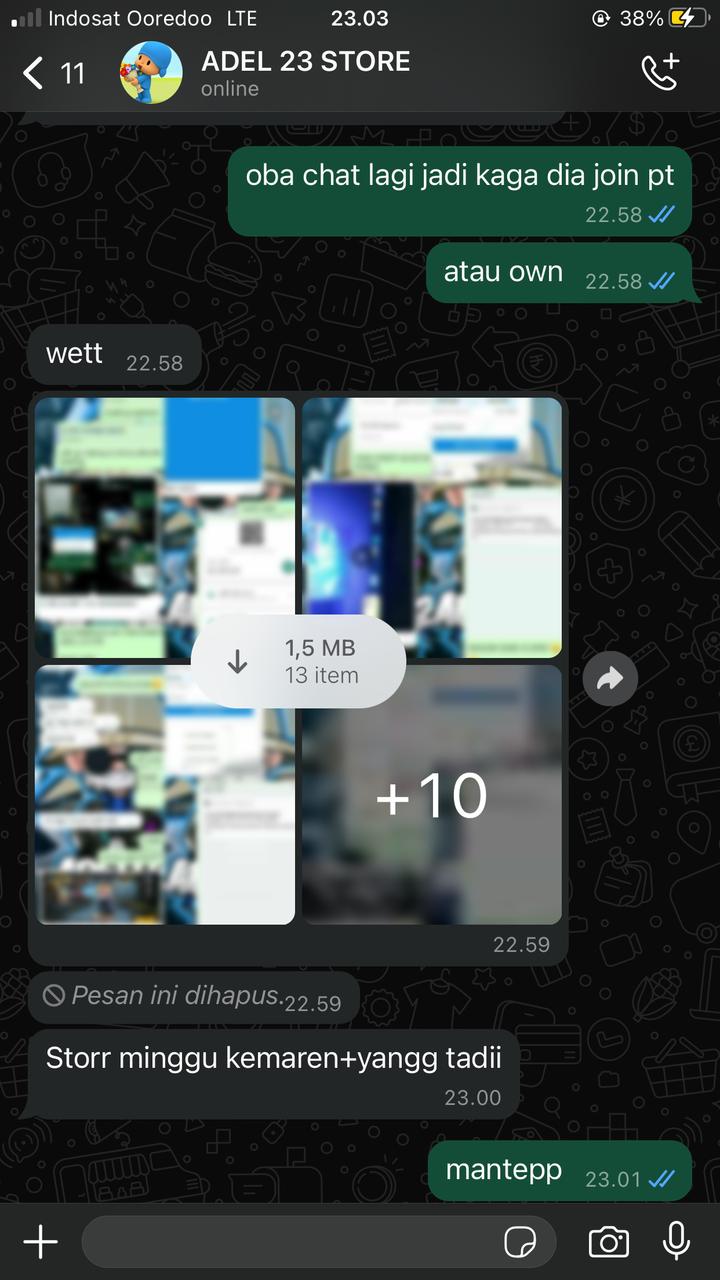 Indosat Ooredoo LTE 23.03 38%
11 ADEL 23 STORE
online
oba chat lagi jadi kaga dia join pt
22.58
atau own 22.58
wett 22.58
1,5 MB
13 item
+10
22.59
Pesan ini dihapus. 22.59
Storr minggu kemaren+yangg tadii
23.00
mantepp 23.01